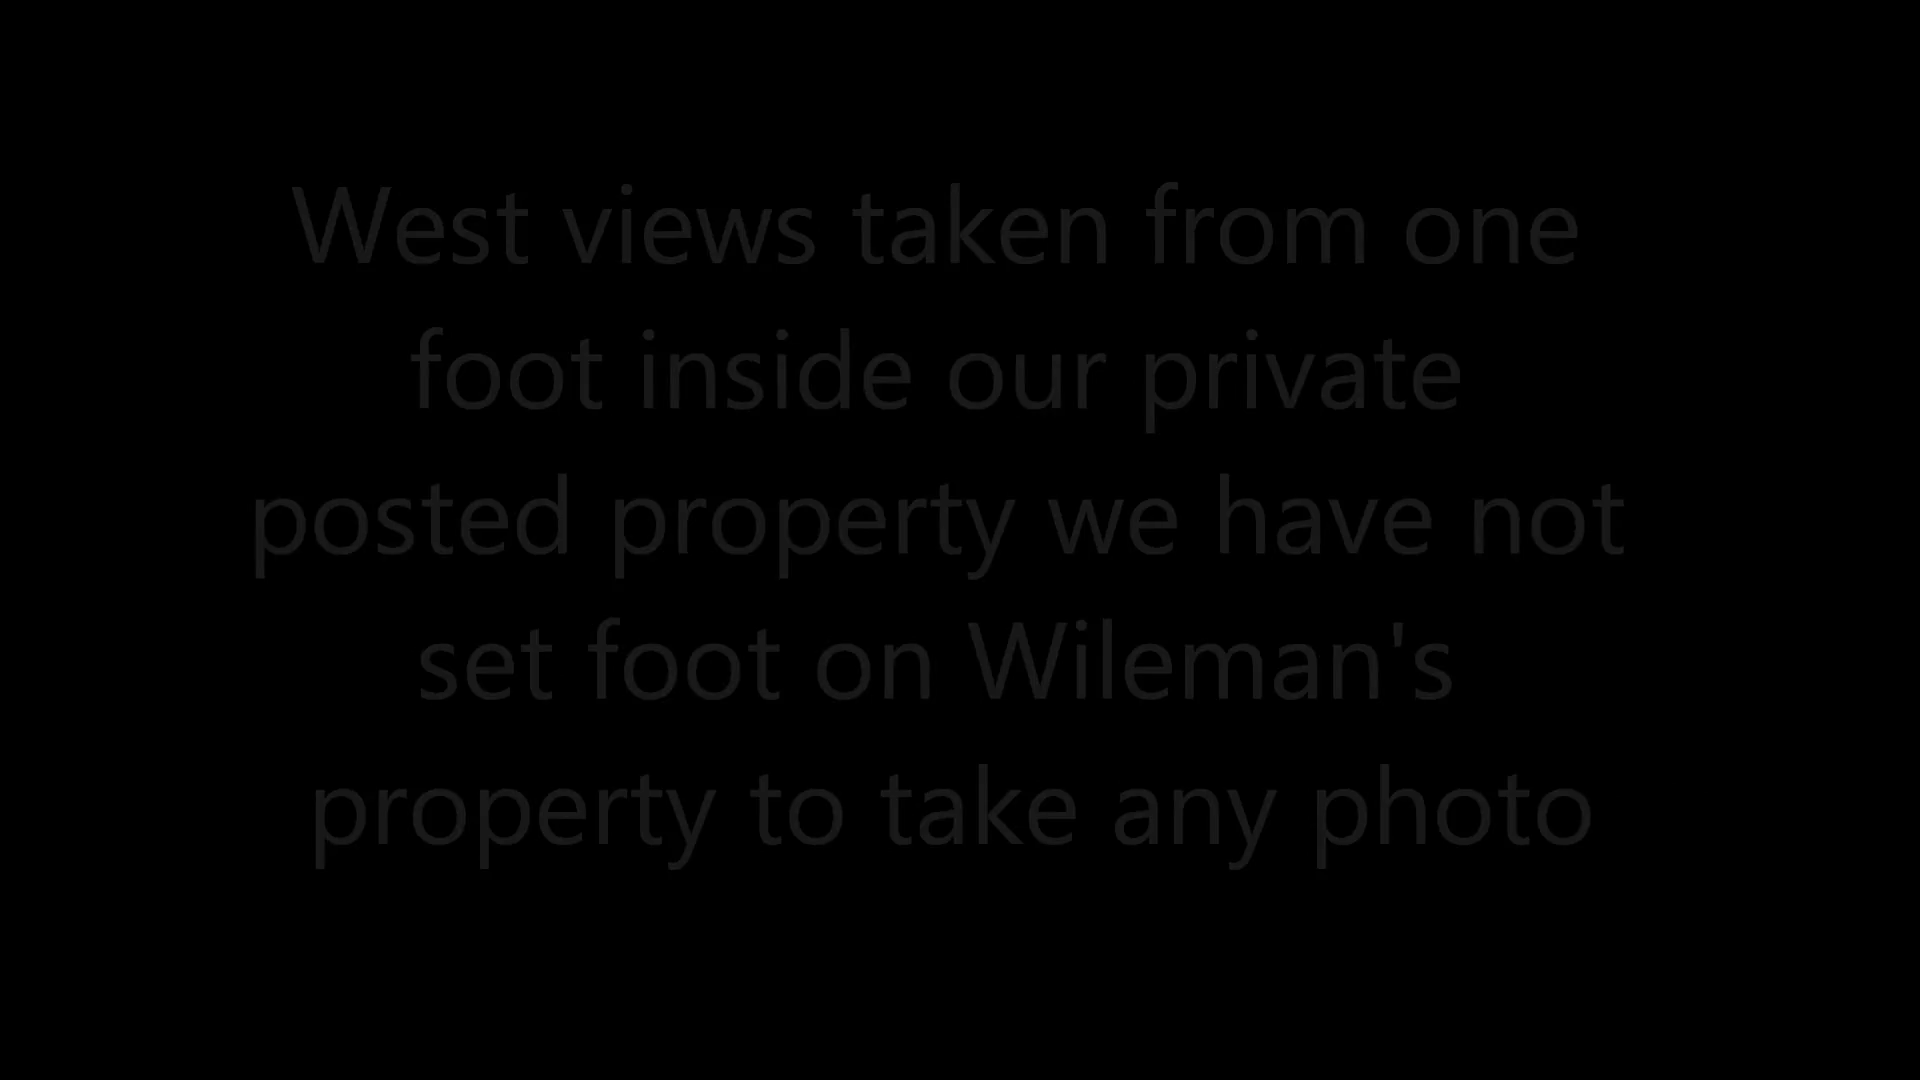 West views taken from one
foot inside our private
posted property we have not
set foot on Wileman's
property to take any photo